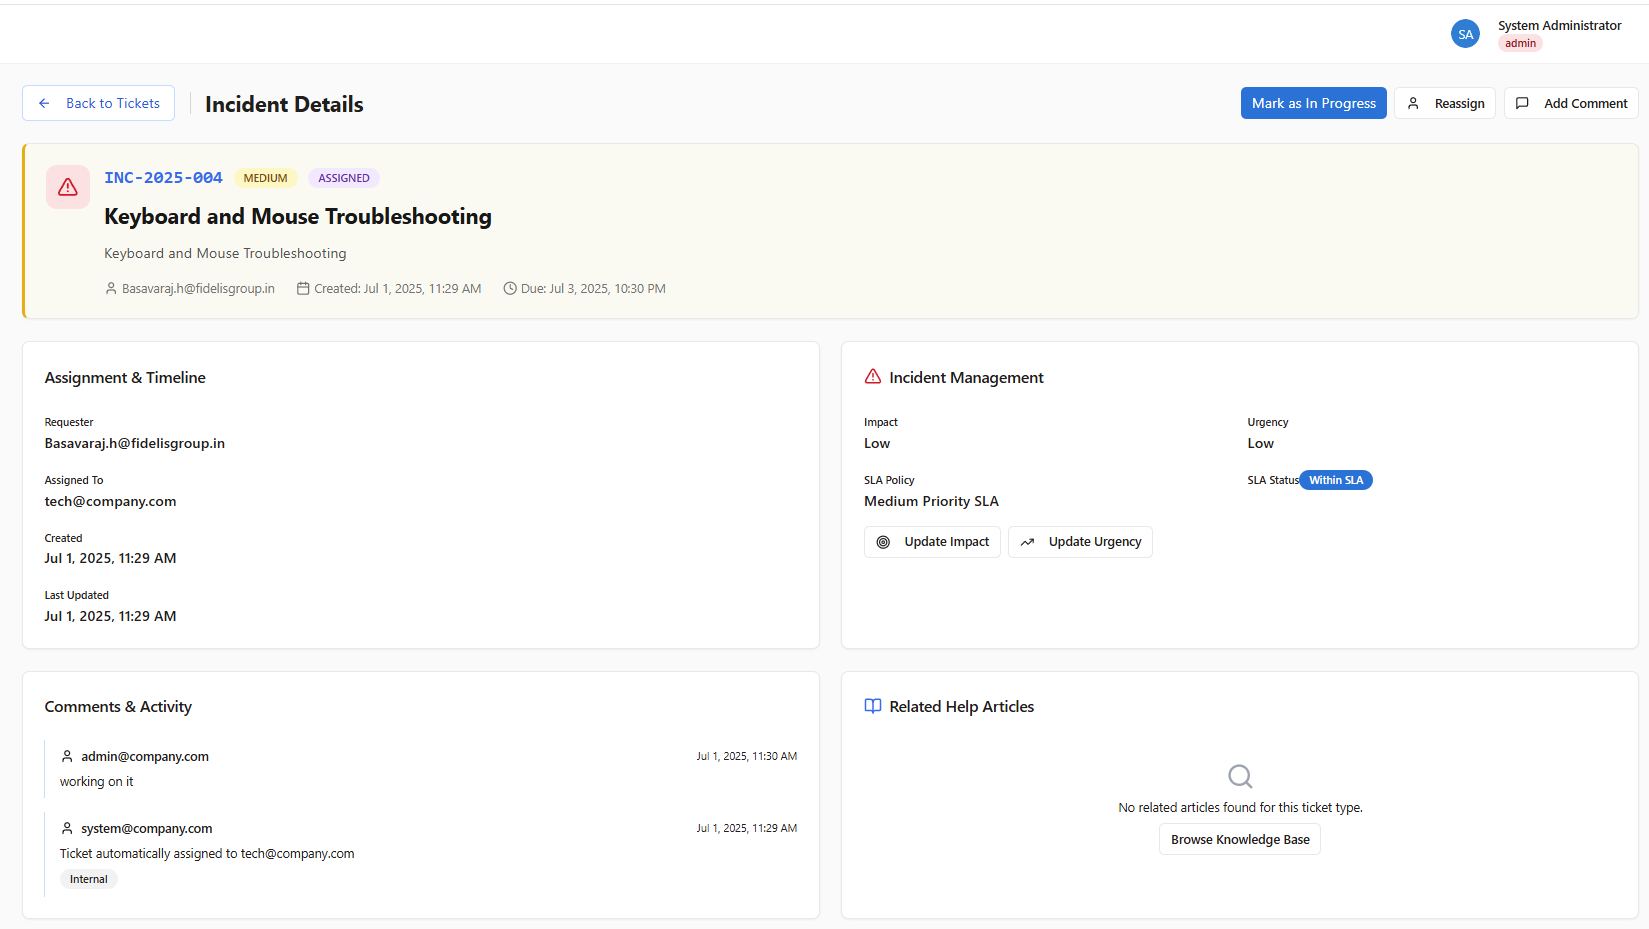 SA
System Administrator
admin
Back to Tickets
Incident Details
Mark as In Progress
Reassign
Add Comment
INC-2025-004
MEDIUM
ASSIGNED
Keyboard and Mouse Troubleshooting
Keyboard and Mouse Troubleshooting
Basavaraj.h@fidelisgroup.in
Created: Jul 1, 2025, 11:29 AM
Due: Jul 3, 2025, 10:30 PM
Assignment & Timeline
Requester
Basavaraj.h@fidelisgroup.in
Assigned To
tech@company.com
Created
Jul 1, 2025, 11:29 AM
Last Updated
Jul 1, 2025, 11:29 AM
Incident Management
Impact
Low
Urgency
Low
SLA Policy
Medium Priority SLA
SLA Status
Within SLA
Update Impact
Update Urgency
Comments & Activity
admin@company.com
Jul 1, 2025, 11:30 AM
working on it
system@company.com
Jul 1, 2025, 11:29 AM
Ticket automatically assigned to tech@company.com
Internal
Related Help Articles
No related articles found for this ticket type.
Browse Knowledge Base